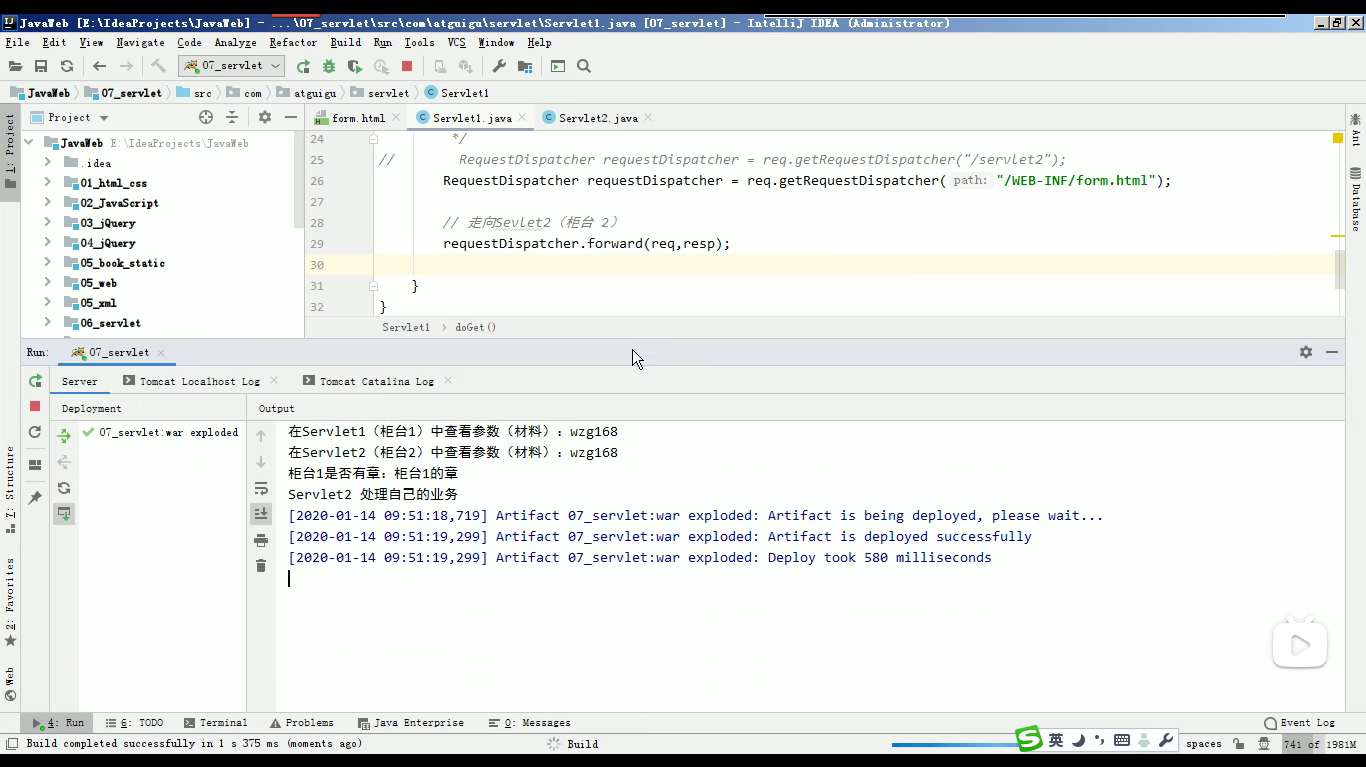 JavaWeb [E:\IdeaProjects\JavaWeb] - ...\07_servlet\src\com\atguigu\servlet\Servlet1.java [07_servlet] - IntelliJ IDEA (Administrator)
File Edit View Navigate Code Analyze Refactor Build Run Tools VCS Window Help
07_servlet
JavaWeb 07_servlet src com atguigu servlet Servlet1
1: Project
Project
form.html Servlet1.java Servlet2.java
JavaWeb E:\IdeaProjects\JavaWeb
.idea
01_html_css
02_JavaScript
03_jQuery
04_jQuery
05_book_static
05_web
05_xml
06_servlet
24 */
25 // RequestDispatcher requestDispatcher = req.getRequestDispatcher("/servlet2");
26 RequestDispatcher requestDispatcher = req.getRequestDispatcher( path: "/WEB-INF/form.html");
27
28 // 走向Sevlet2（柜台 2）
29 requestDispatcher.forward(req,resp);
30
31 }
32 }
Servlet1 › doGet()
Ant
Database
Run: 07_servlet
Server Tomcat Localhost Log Tomcat Catalina Log
Deployment Output
07_servlet:war exploded
在Servlet1（柜台1）中查看参数（材料）：wzg168
在Servlet2（柜台2）中查看参数（材料）：wzg168
柜台1是否有章：柜台1的章
Servlet2 处理自己的业务
[2020-01-14 09:51:18,719] Artifact 07_servlet:war exploded: Artifact is being deployed, please wait...
[2020-01-14 09:51:19,299] Artifact 07_servlet:war exploded: Artifact is deployed successfully
[2020-01-14 09:51:19,299] Artifact 07_servlet:war exploded: Deploy took 580 milliseconds
7: Structure
2: Favorites
Web
4: Run 6: TODO Terminal Problems Java Enterprise 0: Messages Event Log
Build completed successfully in 1 s 375 ms (moments ago) Build 英 spaces 741 of 1981M